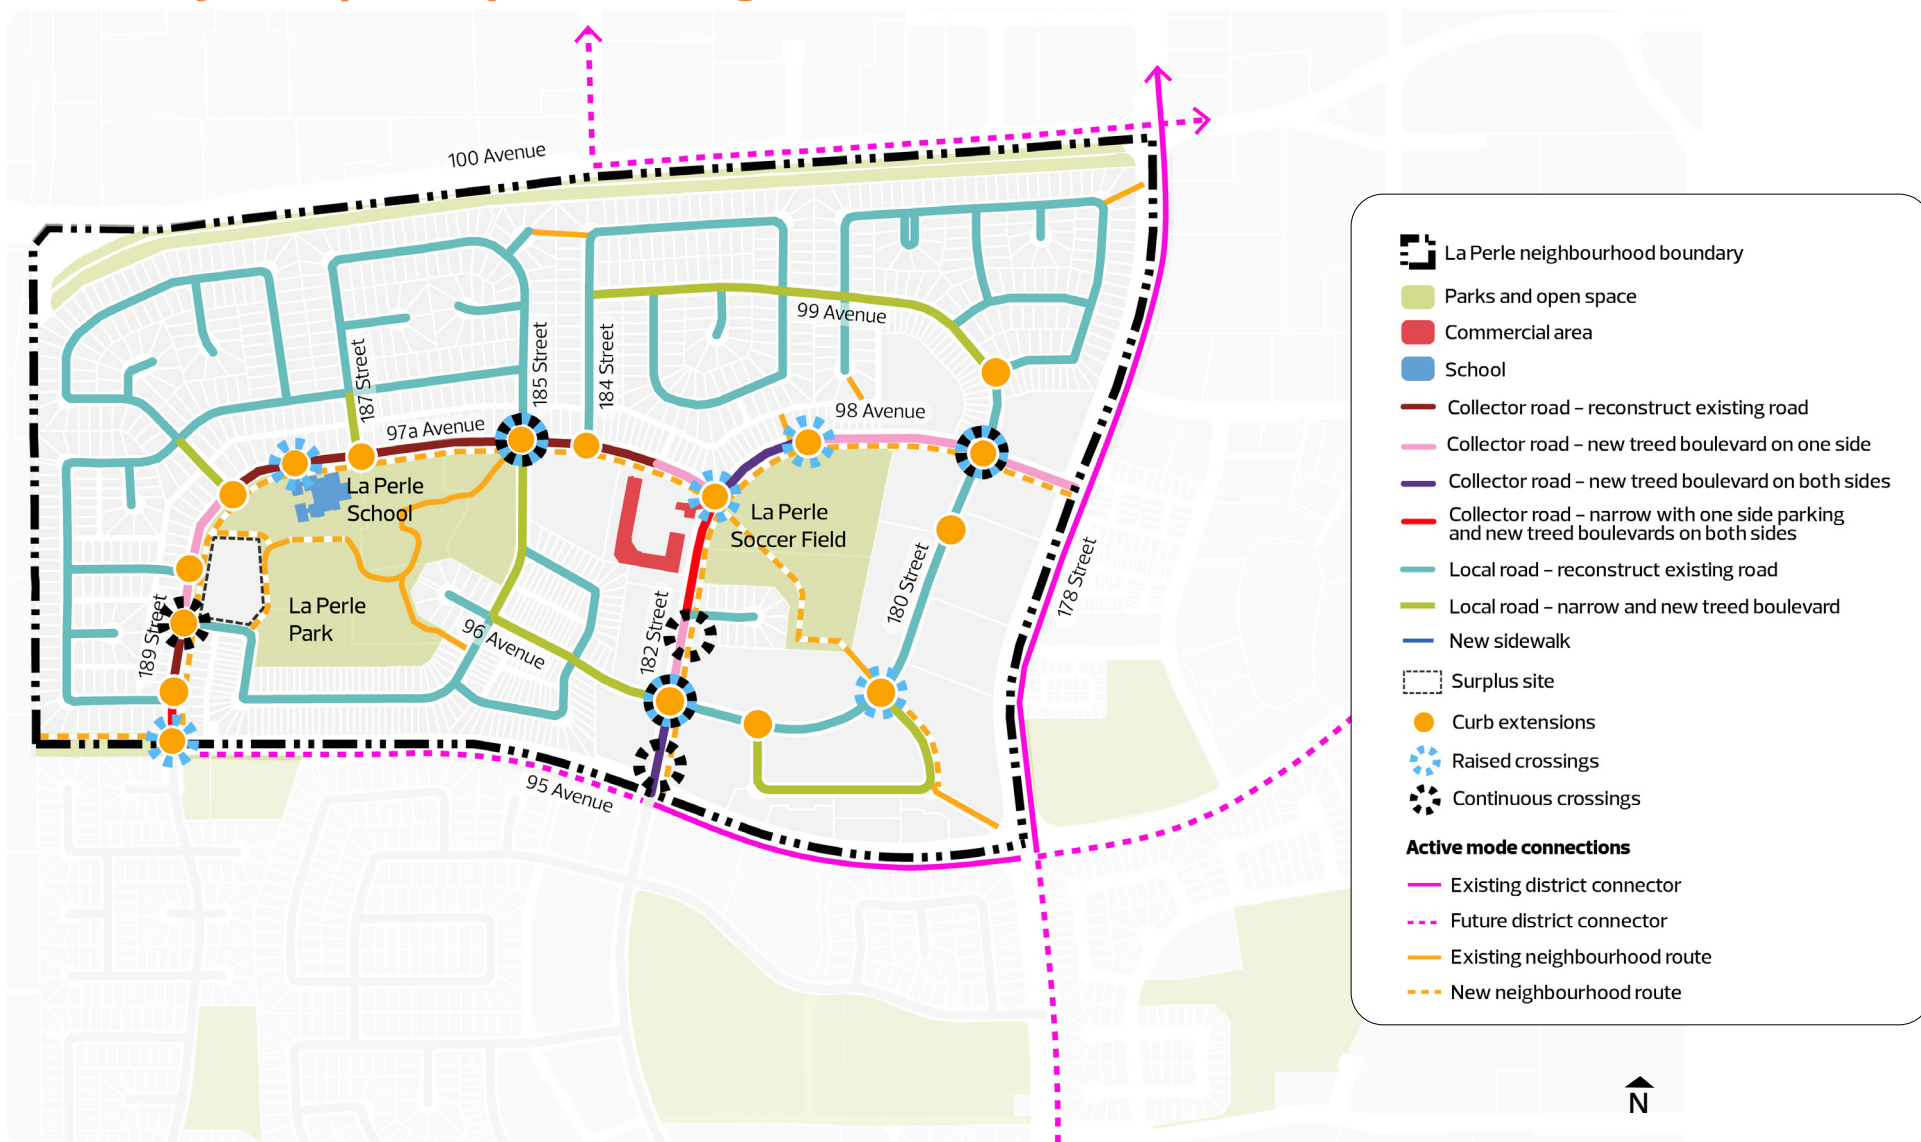 100 Avenue
99 Avenue
187 Street
185 Street
184 Street
98 Avenue
97a Avenue
La Perle
School
La Perle
Soccer Field
180 Street
178 Street
La Perle
Park
189 Street
96 Avenue
182 Street
95 Avenue
La Perle neighbourhood boundary
Parks and open space
Commercial area
School
Collector road – reconstruct existing road
Collector road – new treed boulevard on one side
Collector road – new treed boulevard on both sides
Collector road – narrow with one side parking
and new treed boulevards on both sides
Local road – reconstruct existing road
Local road – narrow and new treed boulevard
New sidewalk
Surplus site
Curb extensions
Raised crossings
Continuous crossings
Active mode connections
Existing district connector
Future district connector
Existing neighbourhood route
New neighbourhood route
N